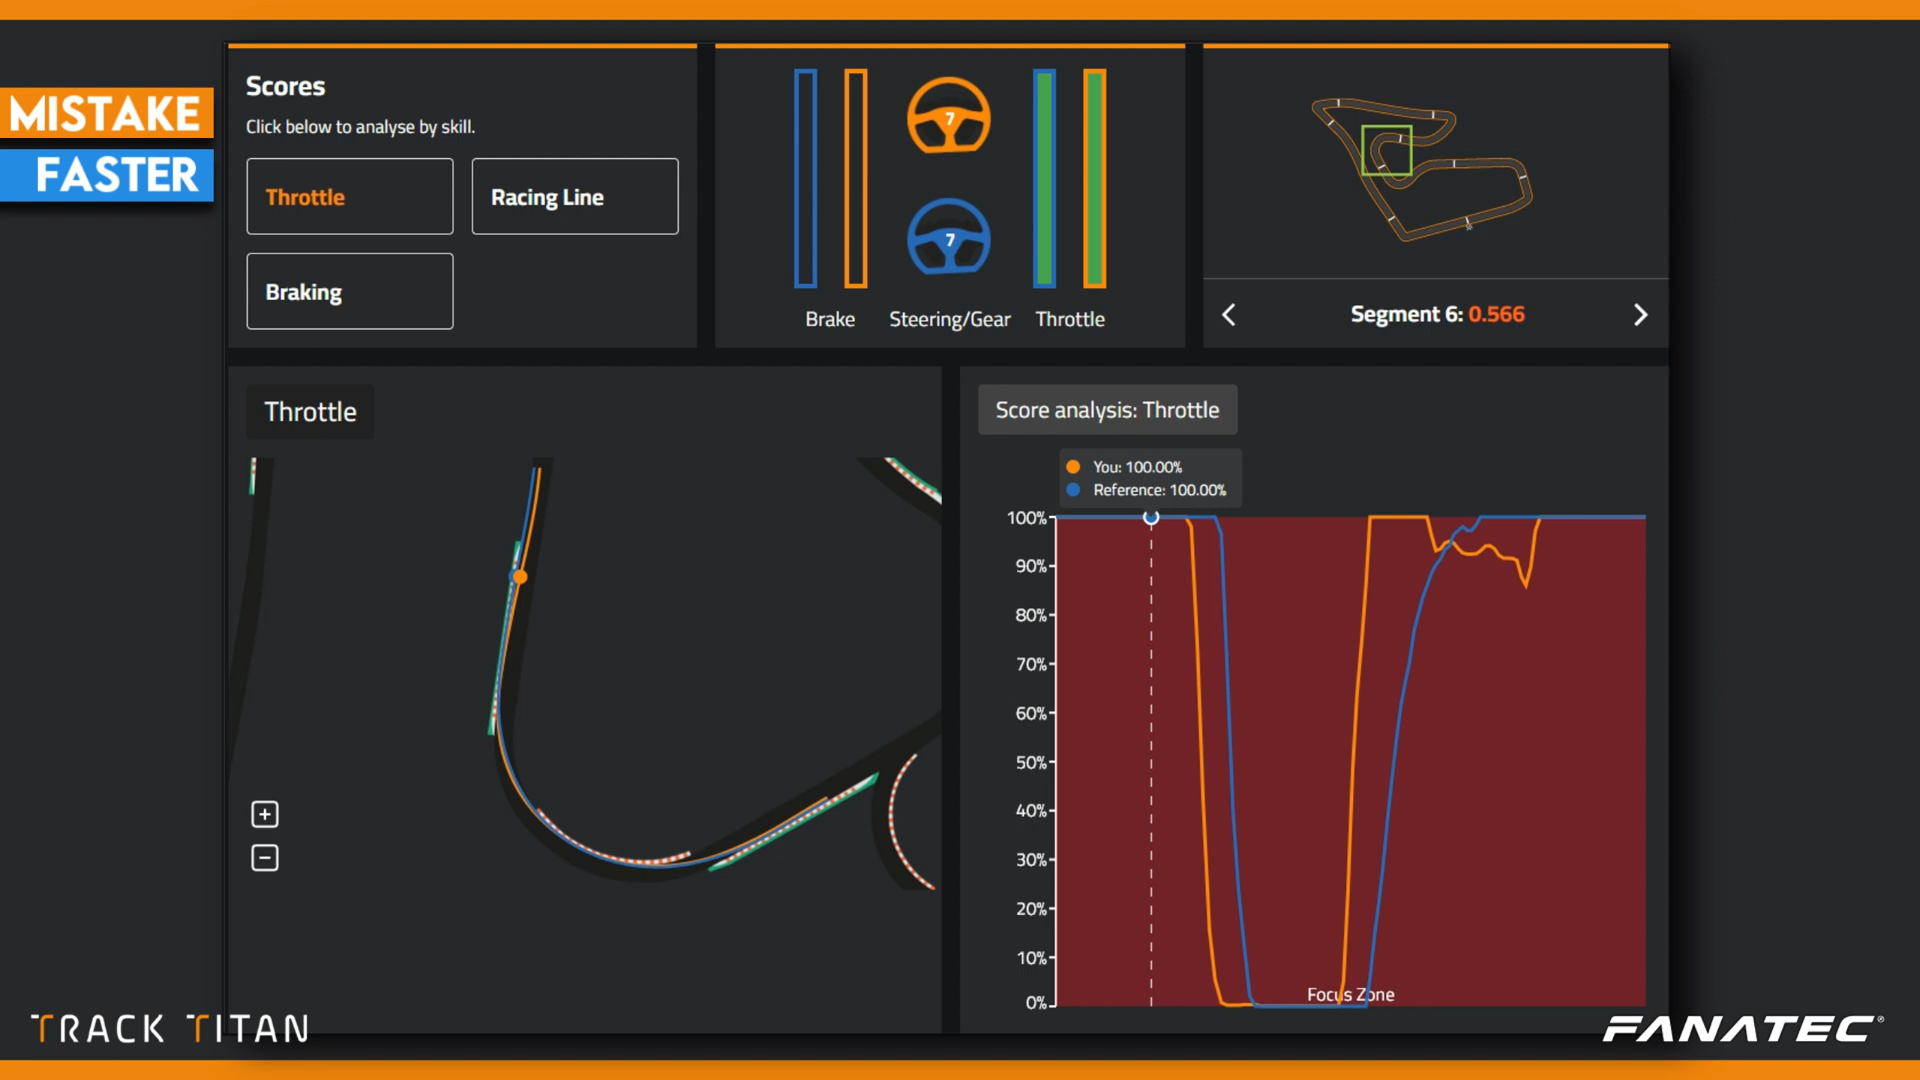 MISTAKE
FASTER
Scores
Click below to analyse by skill.
Throttle
Racing Line
Braking
7
7
Brake
Steering/Gear
Throttle
Segment 6: 0.566
Throttle
Score analysis: Throttle
You: 100.00%
Reference: 100.00%
100%
90%
80%
70%
60%
50%
40%
30%
20%
10%
0%
Focus Zone
TRACK TITAN
FANATEC®